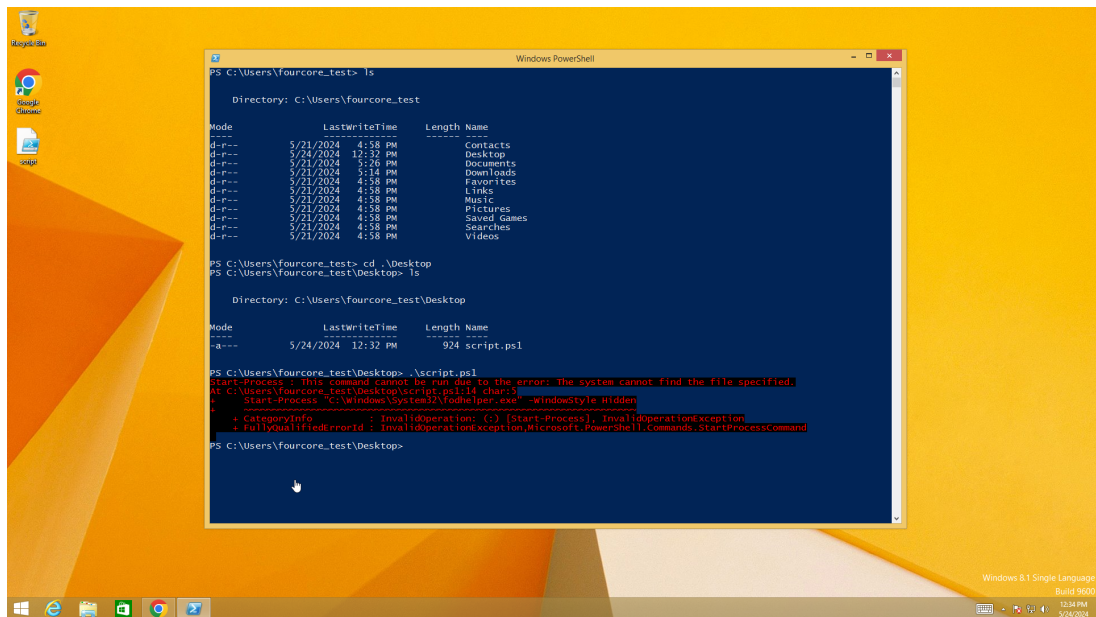 Recycle Bin
Google
Chrome
script
Windows PowerShell
PS C:\Users\fourcore_test> ls
Directory: C:\Users\fourcore_test
Mode LastWriteTime Length Name
---- ------------- ------ ----
d-r-- 5/21/2024 4:58 PM Contacts
d-r-- 5/24/2024 12:32 PM Desktop
d-r-- 5/21/2024 5:26 PM Documents
d-r-- 5/21/2024 5:14 PM Downloads
d-r-- 5/21/2024 4:58 PM Favorites
d-r-- 5/21/2024 4:58 PM Links
d-r-- 5/21/2024 4:58 PM Music
d-r-- 5/21/2024 4:58 PM Pictures
d-r-- 5/21/2024 4:58 PM Saved Games
d-r-- 5/21/2024 4:58 PM Searches
d-r-- 5/21/2024 4:58 PM Videos
PS C:\Users\fourcore_test> cd .\Desktop
PS C:\Users\fourcore_test\Desktop> ls
Directory: C:\Users\fourcore_test\Desktop
Mode LastWriteTime Length Name
---- ------------- ------ ----
-a--- 5/24/2024 12:32 PM 924 script.ps1
PS C:\Users\fourcore_test\Desktop> .\script.ps1
Start-Process : This command cannot be run due to the error: The system cannot find the file specified.
At C:\Users\fourcore_test\Desktop\script.ps1:14 char:5
+ Start-Process "C:\Windows\System32\fodhelper.exe" -WindowStyle Hidden
+ ~~~~~~~~~~~~~~~~~~~~~~~~~~~~~~~~~~~~~~~~~~~~~~~~~~~~~~~~~~~~~~~~~~~~~
+ CategoryInfo : InvalidOperation: (:) [Start-Process], InvalidOperationException
+ FullyQualifiedErrorId : InvalidOperationException,Microsoft.PowerShell.Commands.StartProcessCommand
PS C:\Users\fourcore_test\Desktop>
Windows 8.1 Single Language
Build 9600
12:34 PM
5/24/2024